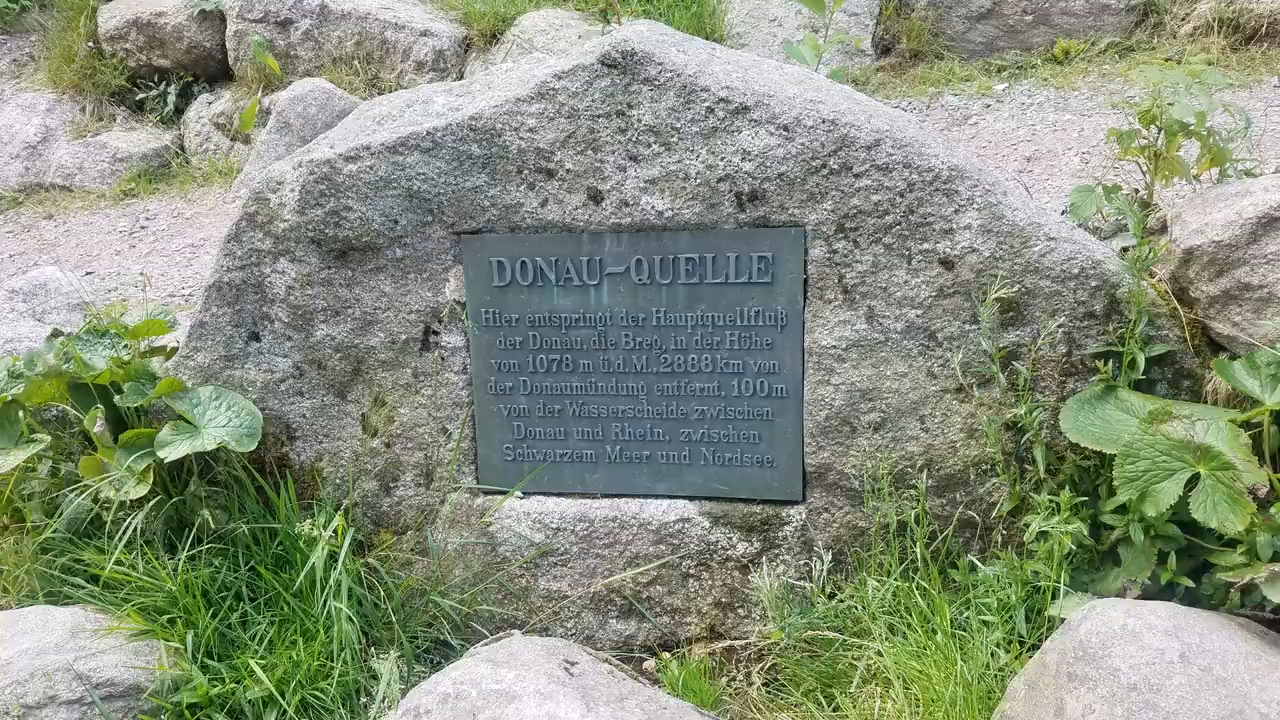 DONAU-QUELLE
Hier entspringt der Hauptquellfluß
der Donau, die Breg, in der Höhe
von 1078 m ü.d.M., 2888 km von
der Donaumündung entfernt, 100 m
von der Wasserscheide zwischen
Donau und Rhein, zwischen
Schwarzem Meer und Nordsee.